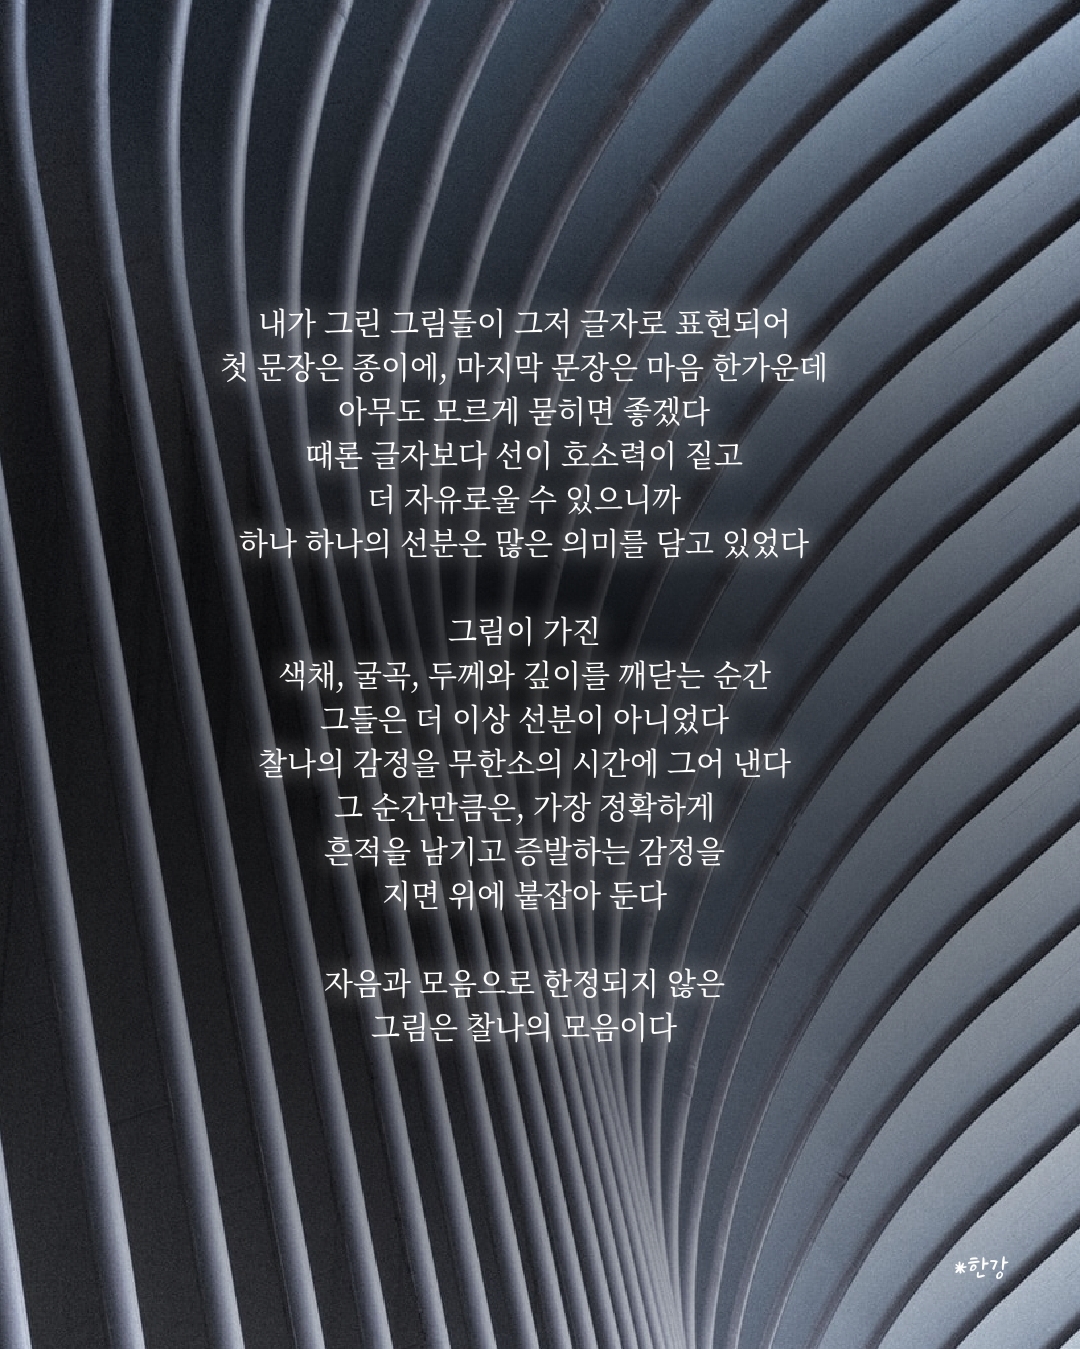 내가 그린 그림들이 그저 글자로 표현되어
첫 문장은 종이에, 마지막 문장은 마음 한가운데
아무도 모르게 묻히면 좋겠다
때론 글자보다 선이 호소력이 짙고
더 자유로울 수 있으니까
하나 하나의 선분은 많은 의미를 담고 있었다
그림이 가진
색채, 굴곡, 두께와 깊이를 깨닫는 순간
그들은 더 이상 선분이 아니었다
찰나의 감정을 무한소의 시간에 그어 낸다
그 순간만큼은, 가장 정확하게
흔적을 남기고 증발하는 감정을
지면 위에 붙잡아 둔다
자음과 모음으로 한정되지 않은
그림은 찰나의 모음이다
*한강